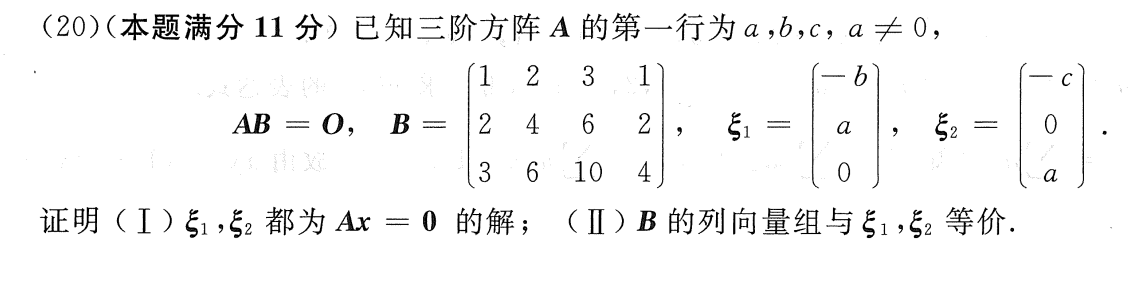 (20)(本题满分 11 分) 已知三阶方阵 A 的第一行为 a,b,c, a ≠ 0,
AB = O, B = (1 2 3 1; 2 4 6 2; 3 6 10 4), ξ₁ = (−b; a; 0), ξ₂ = (−c; 0; a).
证明(Ⅰ)ξ₁,ξ₂ 都为 Ax = 0 的解; (Ⅱ)B 的列向量组与 ξ₁,ξ₂ 等价.